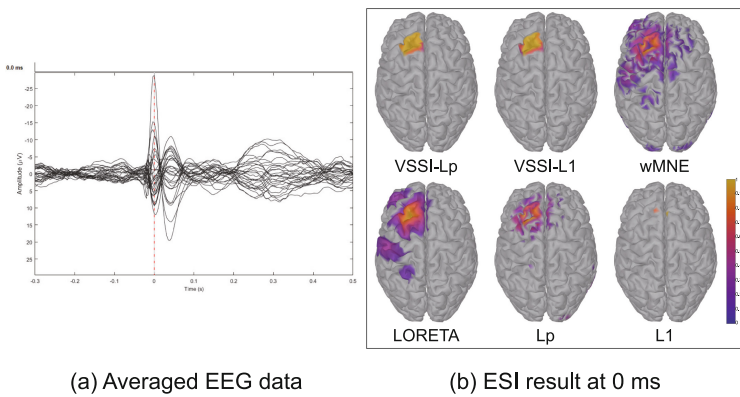 0.0 ms
-25
-20
-15
-10
-5
0
5
10
15
20
25
Amplitude (μV)
-0.3 -0.2 -0.1 0 0.1 0.2 0.3 0.4 0.5
Time (s)
VSSI-Lp VSSI-L1 wMNE
LORETA Lp L1
(a) Averaged EEG data
(b) ESI result at 0 ms